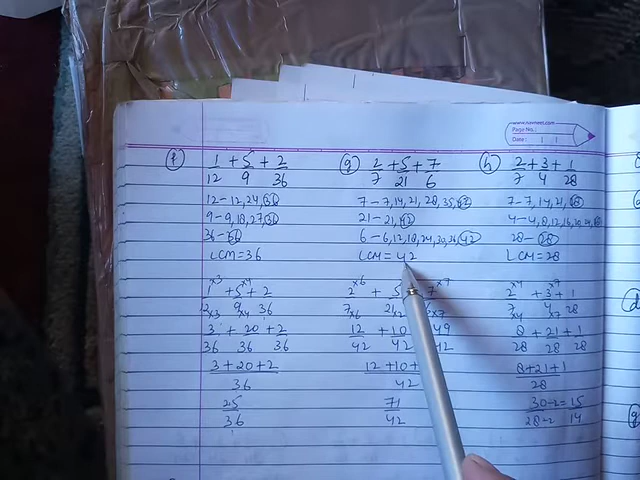 www.navneet.com
Page No.:
Date :
(f) 1/12 + 5/9 + 2/36
12 – 12, 24, 36
9 – 9, 18, 27, 36
36 – 36
LCM = 36
1×3 + 5×4 + 2
12×3 9×4 36
3/36 + 20/36 + 2/36
3 + 20 + 2
36
25
36
(g) 2/7 + 5/21 + 7/6
7 – 7, 14, 21, 28, 35, 42
21 – 21, 42
6 – 6, 12, 18, 24, 30, 36, 42
LCM = 42
2×6 + 5 7×7
7×6 21×2 6×7
12/42 + 10/42 49/42
12 + 10 +
42
71
42
(h) 2/7 + 3/4 + 1/28
7 – 7, 14, 21, 28
4 – 4, 8, 12, 16, 20, 24, 28
28 – 28
LCM = 28
2×4 + 3×7 + 1
7×4 4×7 28
8/28 + 21/28 + 1/28
8 + 21 + 1
28
30 ÷ 2 = 15
28 ÷ 2 14